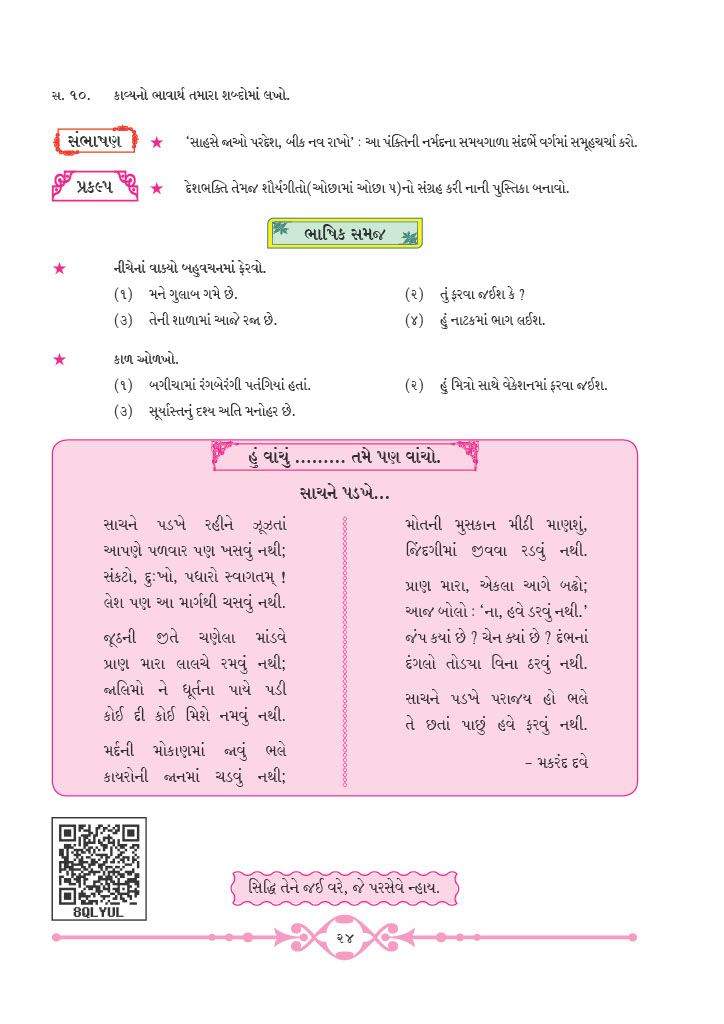 સ. ૧૦. કાવ્યનો ભાવાર્થ તમારા શબ્દોમાં લખો.
સંભાષણ ★ ‘સાહસે જાઓ પરદેશ, બીક નવ રાખો’ : આ પંક્તિની નર્મદના સમયગાળા સંદર્ભે વર્ગમાં સમૂહચર્ચા કરો.
પ્રકલ્પ ★ દેશભક્તિ તેમજ શૌર્યગીતો(ઓછામાં ઓછા ૫)નો સંગ્રહ કરી નાની પુસ્તિકા બનાવો.
ભાષિક સમજ
★ નીચેનાં વાક્યો બહુવચનમાં ફેરવો.
(૧) મને ગુલાબ ગમે છે. (૨) તું ફરવા જઈશ કે ?
(૩) તેની શાળામાં આજે રજા છે. (૪) હું નાટકમાં ભાગ લઈશ.
★ કાળ ઓળખો.
(૧) બગીચામાં રંગબેરંગી પતંગિયાં હતાં. (૨) હું મિત્રો સાથે વેકેશનમાં ફરવા જઈશ.
(૩) સૂર્યાસ્તનું દશ્ય અતિ મનોહર છે.
હું વાંચું ......... તમે પણ વાંચો.
સાચને પડખે...
સાચને પડખે રહીને ઝૂઝતાં
આપણે પળવાર પણ ખસવું નથી;
સંકટો, દુઃખો, પધારો સ્વાગતમ્ !
લેશ પણ આ માર્ગથી ચસવું નથી.
જૂઠની જીતે ચણેલા માંડવે
પ્રાણ મારા લાલચે રમવું નથી;
જાલિમો ને ધૂર્તના પાયે પડી
કોઈ દી કોઈ મિશે નમવું નથી.
મર્દની મોકાણમાં જાવું ભલે
કાયરોની જાનમાં ચડવું નથી;
મોતની મુસકાન મીઠી માણશું,
જિંદગીમાં જીવવા રડવું નથી.
પ્રાણ મારા, એકલા આગે બઢો;
આજ બોલો : ‘ના, હવે ડરવું નથી.’
જંપ કયાં છે ? ચેન ક્યાં છે ? દંભનાં
દંગલો તોડ્યા વિના ઠરવું નથી.
સાચને પડખે પરાજય હો ભલે
તે છતાં પાછું હવે ફરવું નથી.
– મકરંદ દવે
8QLYUL
સિદ્ધિ તેને જઈ વરે, જે પરસેવે ન્હાય.
૨૪